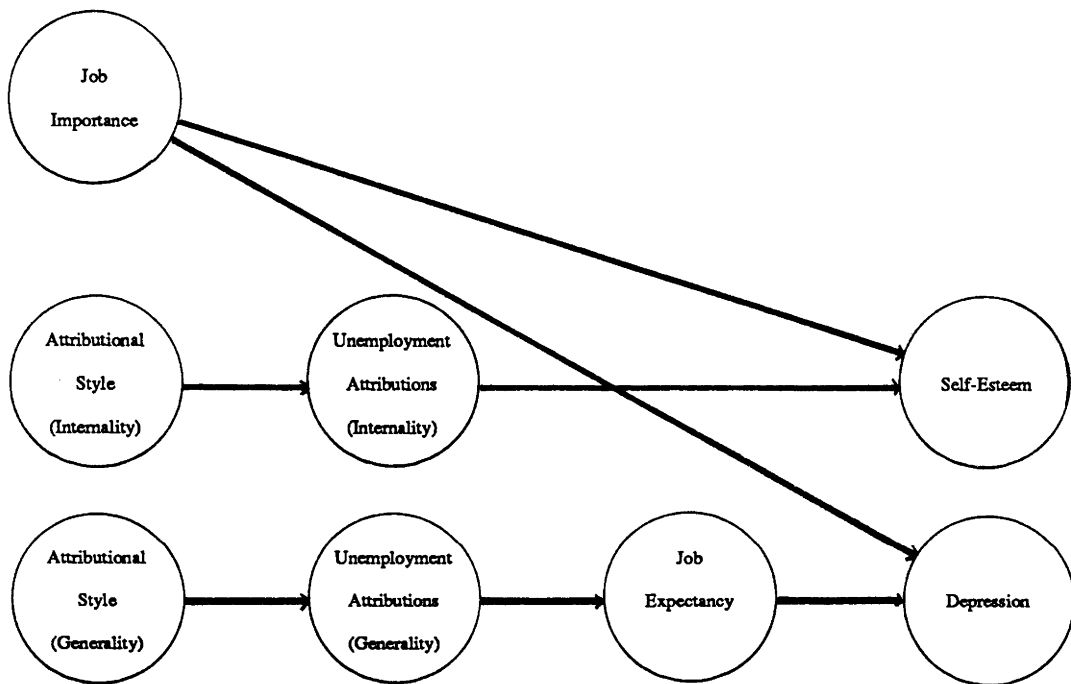 Job
Importance
Attributional
Style
(Internality)
Unemployment
Attributions
(Internality)
Self-Esteem
Attributional
Style
(Generality)
Unemployment
Attributions
(Generality)
Job
Expectancy
Depression